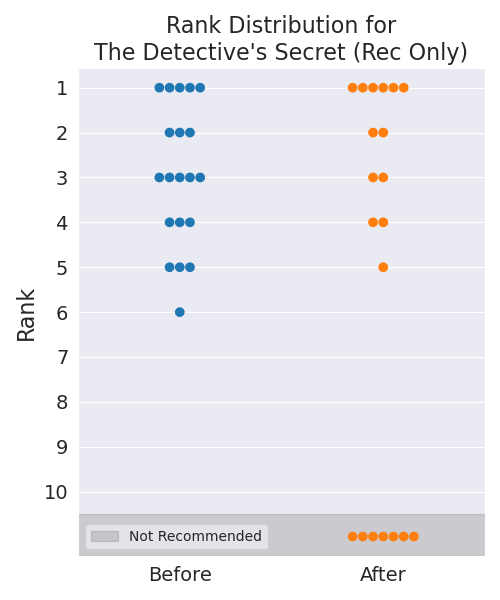 Rank Distribution for
The Detective's Secret (Rec Only)
Rank
1
2
3
4
5
6
7
8
9
10
Not Recommended
Before
After